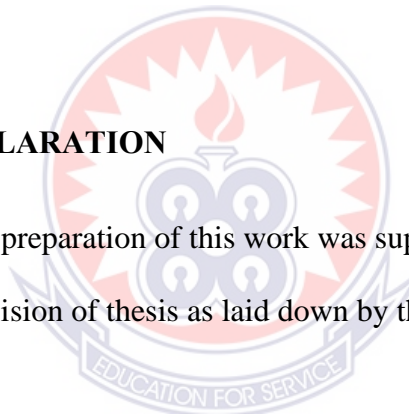 LARATION
preparation of this work was sup
ision of thesis as laid down by th
EDUCATION FOR SERVICE